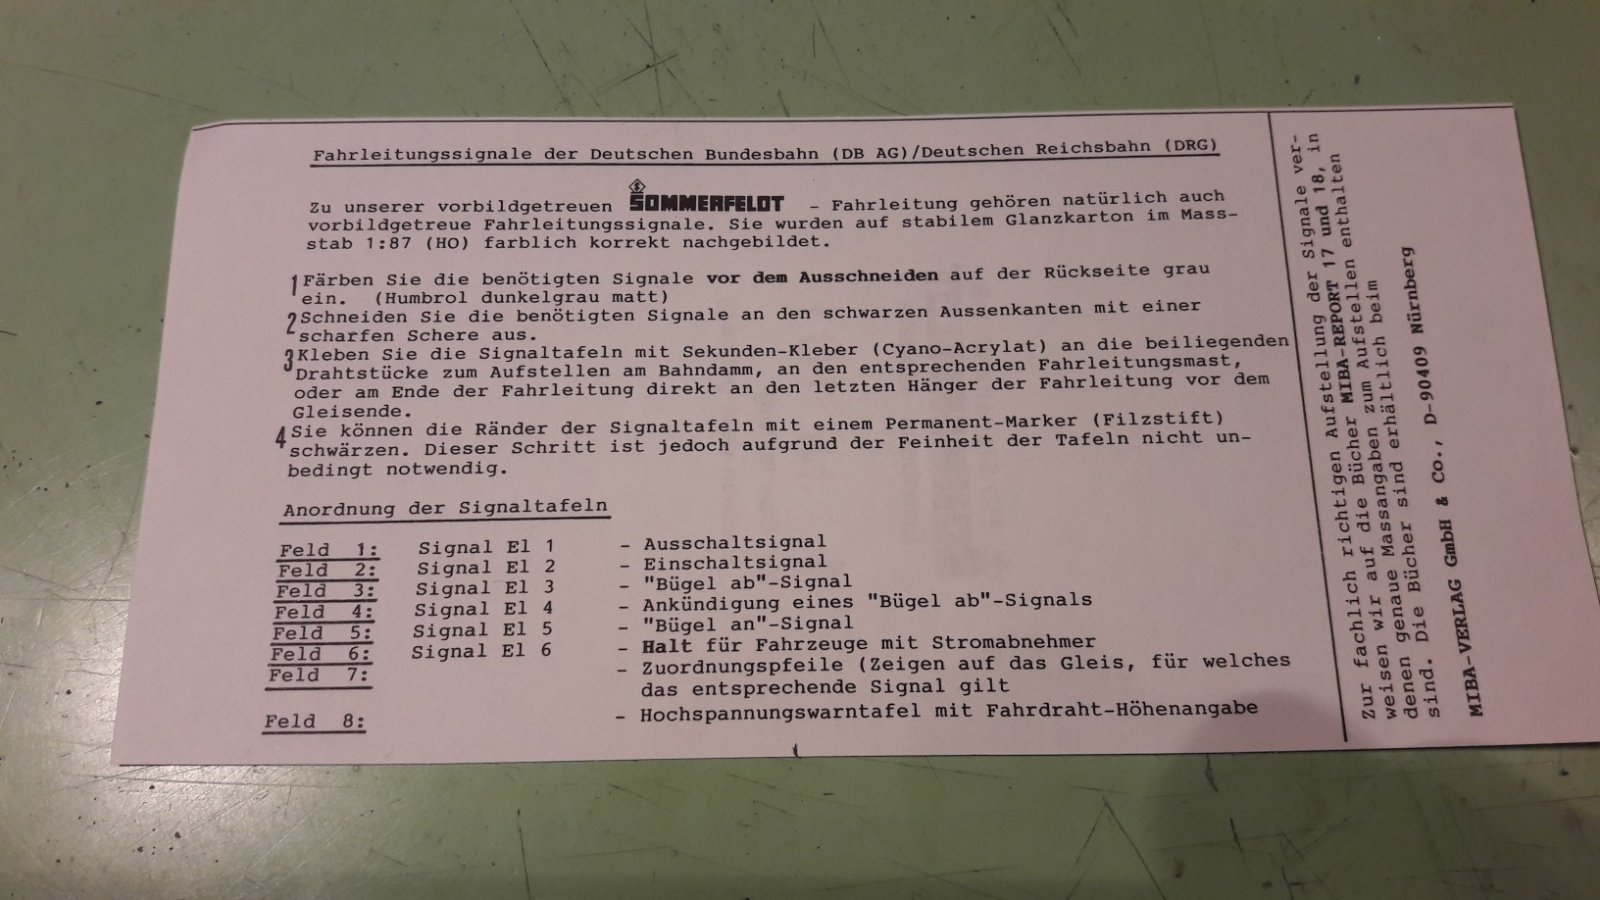 Fahrleitungssignale der Deutschen Bundesbahn (DB AG)/Deutschen Reichsbahn (DRG)
Zu unserer vorbildgetreuen SOMMERFELDT - Fahrleitung gehören natürlich auch
vorbildgetreue Fahrleitungssignale. Sie wurden auf stabilem Glanzkarton im Mass-
stab 1:87 (HO) farblich korrekt nachgebildet.
1 Färben Sie die benötigten Signale vor dem Ausschneiden auf der Rückseite grau
ein. (Humbrol dunkelgrau matt)
2 Schneiden Sie die benötigten Signale an den schwarzen Aussenkanten mit einer
scharfen Schere aus.
3 Kleben Sie die Signaltafeln mit Sekunden-Kleber (Cyano-Acrylat) an die beiliegenden
Drahtstücke zum Aufstellen am Bahndamm, an den entsprechenden Fahrleitungsmast,
oder am Ende der Fahrleitung direkt an den letzten Hänger der Fahrleitung vor dem
Gleisende.
4 Sie können die Ränder der Signaltafeln mit einem Permanent-Marker (Filzstift)
schwärzen. Dieser Schritt ist jedoch aufgrund der Feinheit der Tafeln nicht un-
bedingt notwendig.
Anordnung der Signaltafeln
Feld 1: Signal El 1 - Ausschaltsignal
Feld 2: Signal El 2 - Einschaltsignal
Feld 3: Signal El 3 - "Bügel ab"-Signal
Feld 4: Signal El 4 - Ankündigung eines "Bügel ab"-Signals
Feld 5: Signal El 5 - "Bügel an"-Signal
Feld 6: Signal El 6 - Halt für Fahrzeuge mit Stromabnehmer
Feld 7: - Zuordnungspfeile (Zeigen auf das Gleis, für welches
das entsprechende Signal gilt
Feld 8: - Hochspannungswarntafel mit Fahrdraht-Höhenangabe
Zur fachlich richtigen Aufstellung der Signale ver-
weisen wir auf die Bücher MIBA-REPORT 17 und 18, in
denen genaue Massangaben zum Aufstellen enthalten
sind. Die Bücher sind erhältlich beim
MIBA-VERLAG GmbH & Co., D-90409 Nürnberg